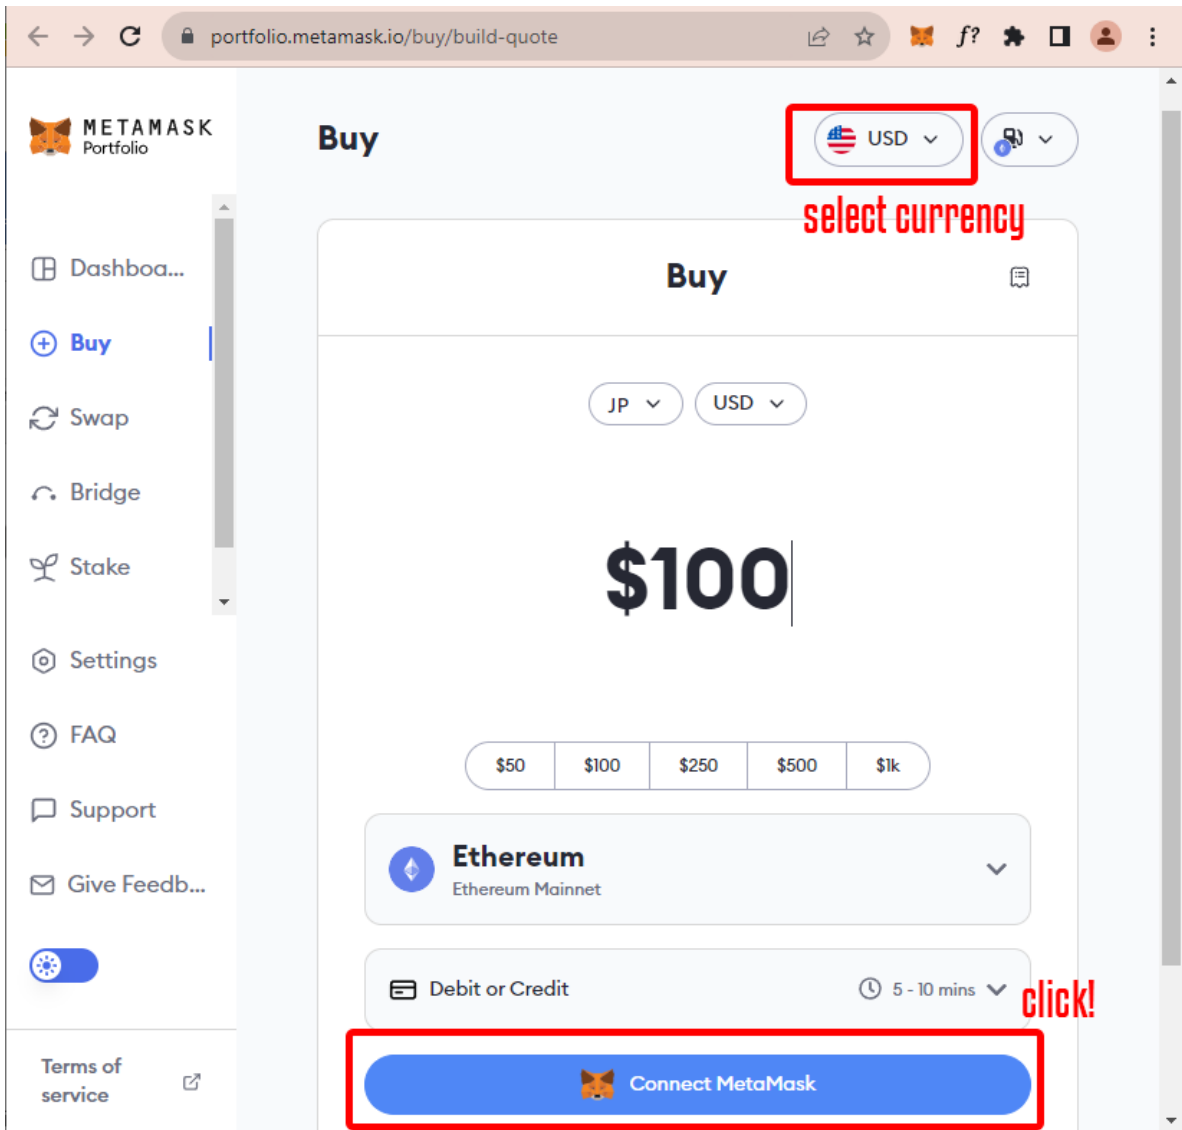 portfolio.metamask.io/buy/build-quote
f?
METAMASK
Portfolio
Buy
USD
select currency
Dashboa...
Buy
Swap
Bridge
Stake
Settings
FAQ
Support
Give Feedb...
Terms of
service
Buy
JP
USD
$100
$50
$100
$250
$500
$1k
Ethereum
Ethereum Mainnet
Debit or Credit
5 - 10 mins
click!
Connect MetaMask